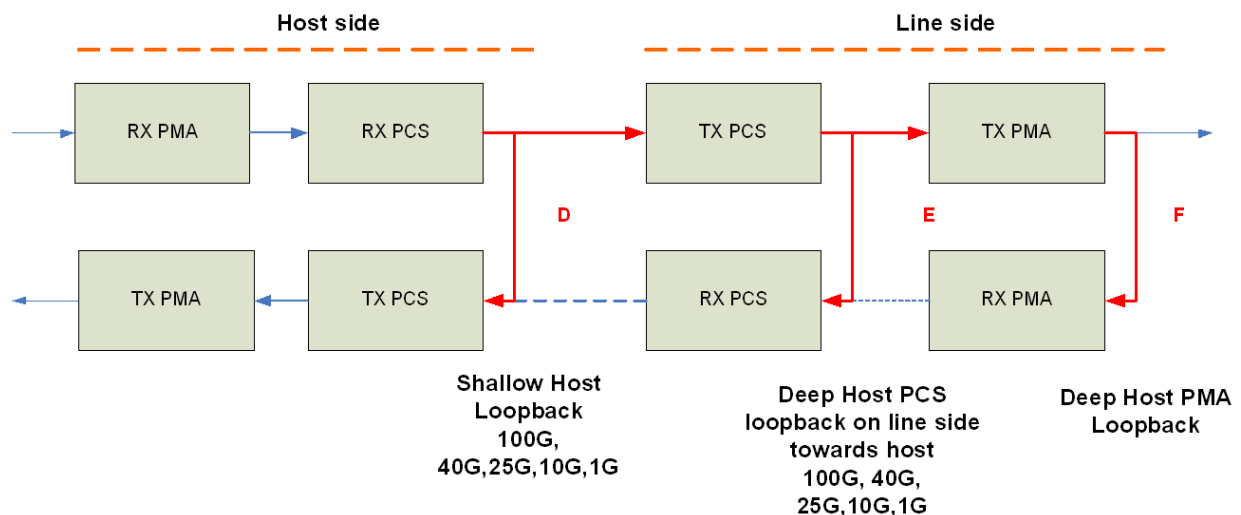 Host side
Line side
RX PMA
RX PCS
TX PCS
TX PMA
D
E
F
TX PMA
TX PCS
RX PCS
RX PMA
Shallow Host
Loopback
100G,
40G,25G,10G,1G
Deep Host PCS
loopback on line side
towards host
100G, 40G,
25G,10G,1G
Deep Host PMA
Loopback